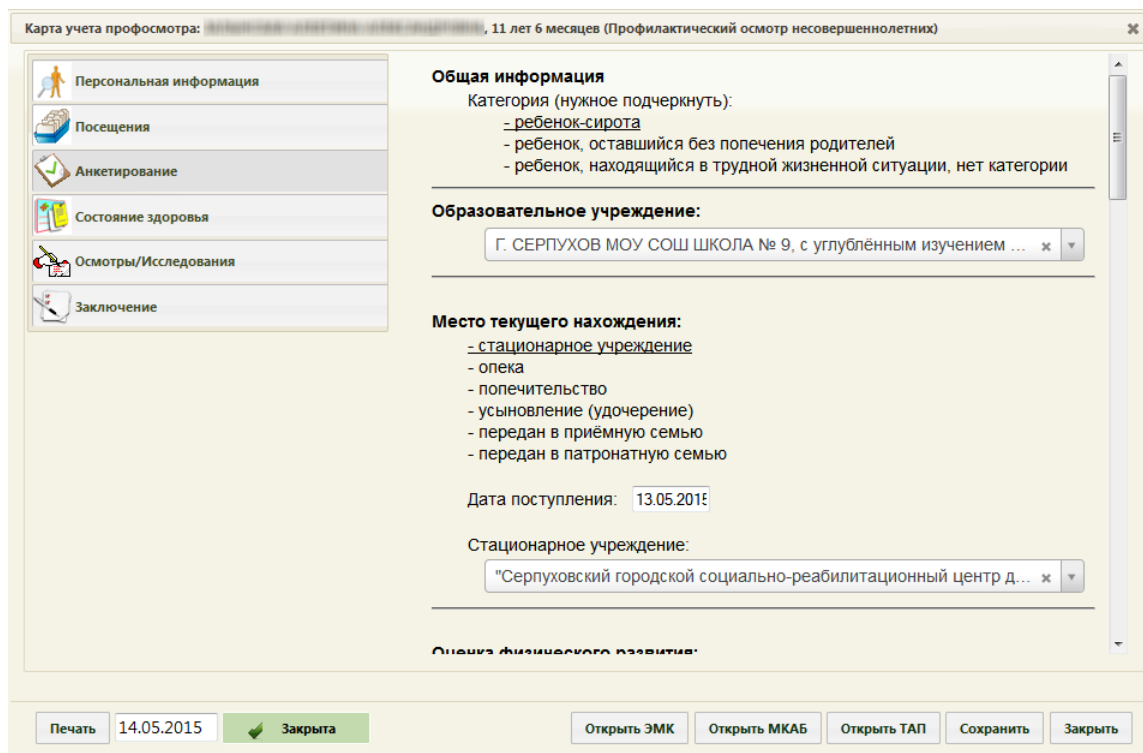 Карта учета профосмотра: , 11 лет 6 месяцев (Профилактический осмотр несовершеннолетних)
Персональная информация
Посещения
Анкетирование
Состояние здоровья
Осмотры/Исследования
Заключение
Общая информация
Категория (нужное подчеркнуть):
- ребенок-сирота
- ребенок, оставшийся без попечения родителей
- ребенок, находящийся в трудной жизненной ситуации, нет категории
Образовательное учреждение:
Г. СЕРПУХОВ МОУ СОШ ШКОЛА № 9, с углублённым изучением ...
Место текущего нахождения:
- стационарное учреждение
- опека
- попечительство
- усыновление (удочерение)
- передан в приёмную семью
- передан в патронатную семью
Дата поступления: 13.05.2015
Стационарное учреждение:
"Серпуховский городской социально-реабилитационный центр д...
Оценка физического развития:
Печать 14.05.2015 Закрыта Открыть ЭМК Открыть МКАБ Открыть ТАП Сохранить Закрыть